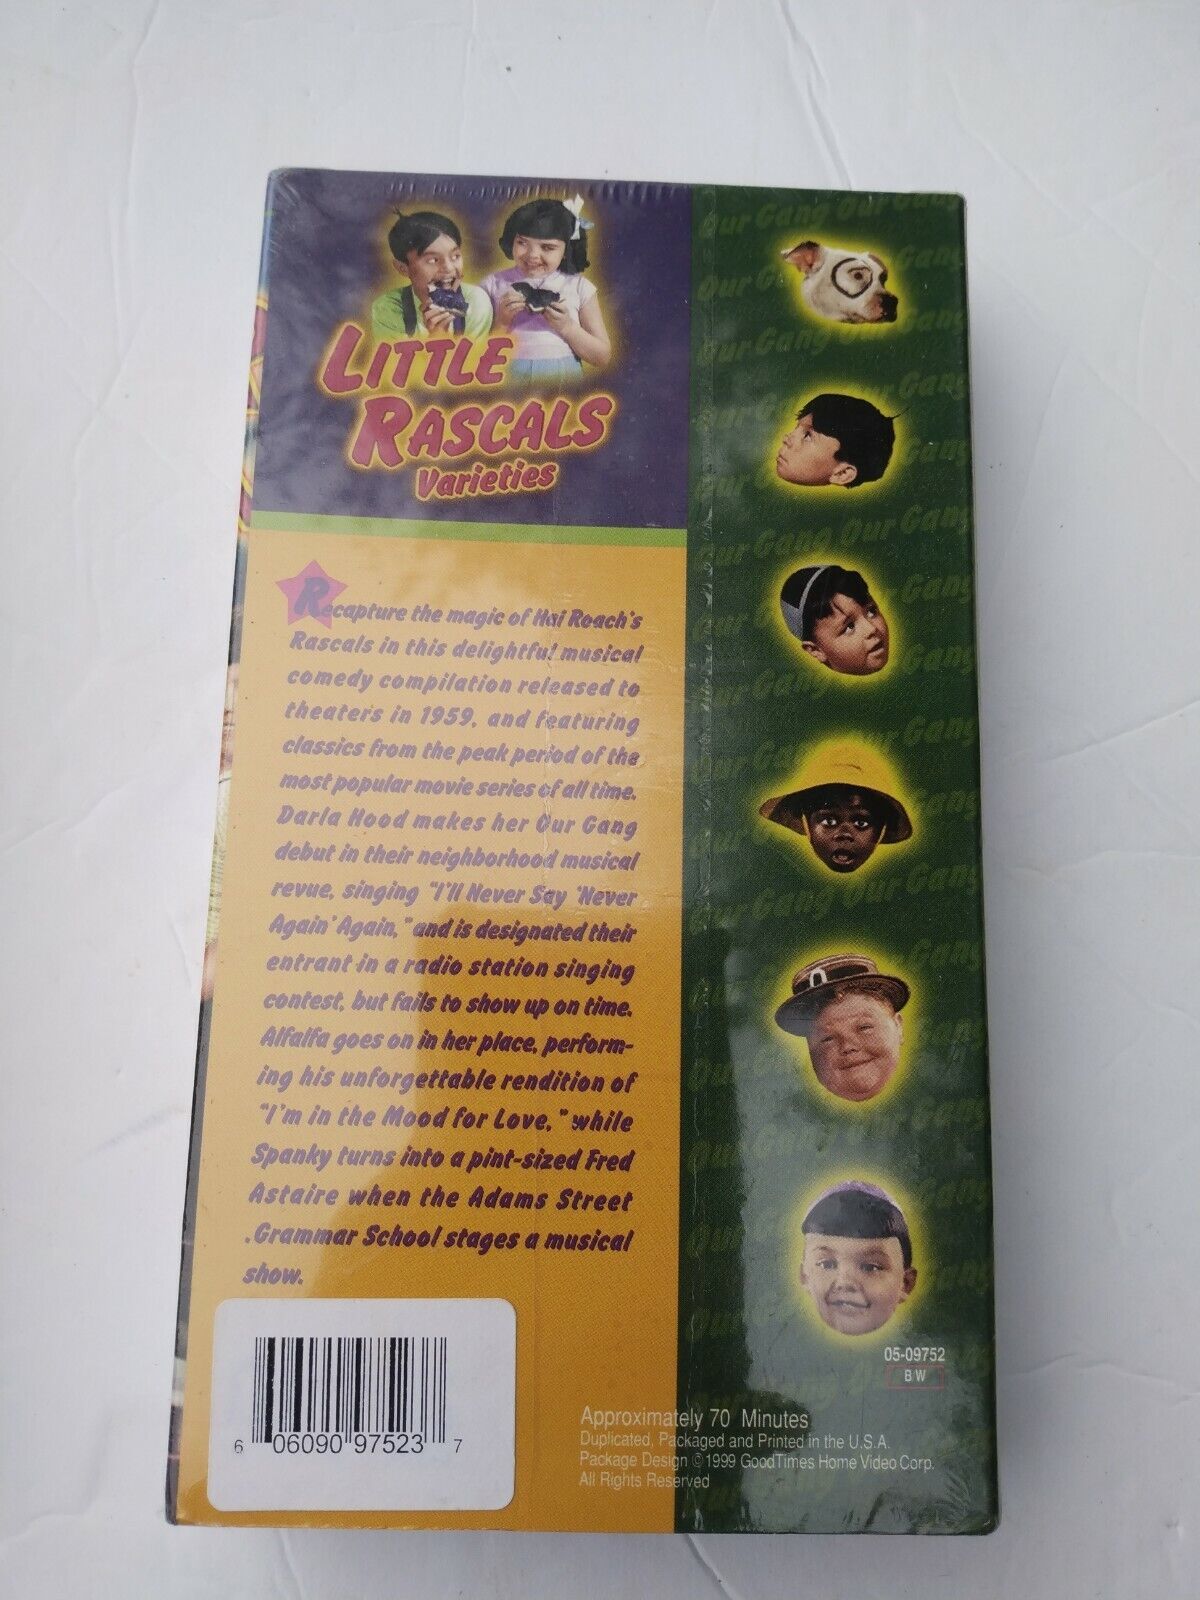 LITTLE
RASCALS
Varieties
Recapture the magic of Hal Roach's
Rascals in this delightful musical
comedy compilation released to
theaters in 1959, and featuring
classics from the peak period of the
most popular movie series of all time.
Darla Hood makes her Our Gang
debut in their neighborhood musical
revue, singing "I'll Never Say 'Never
Again' Again," and is designated their
entrant in a radio station singing
contest, but fails to show up on time.
Alfalfa goes on in her place, perform-
ing his unforgettable rendition of
"I'm in the Mood for Love," while
Spanky turns into a pint-sized Fred
Astaire when the Adams Street
Grammar School stages a musical
show.
6 06090 97523 7
Our Gang Our Gang
05-09752
B W
Approximately 70 Minutes
Duplicated, Packaged and Printed in the U.S.A.
Package Design © 1999 GoodTimes Home Video Corp.
All Rights Reserved